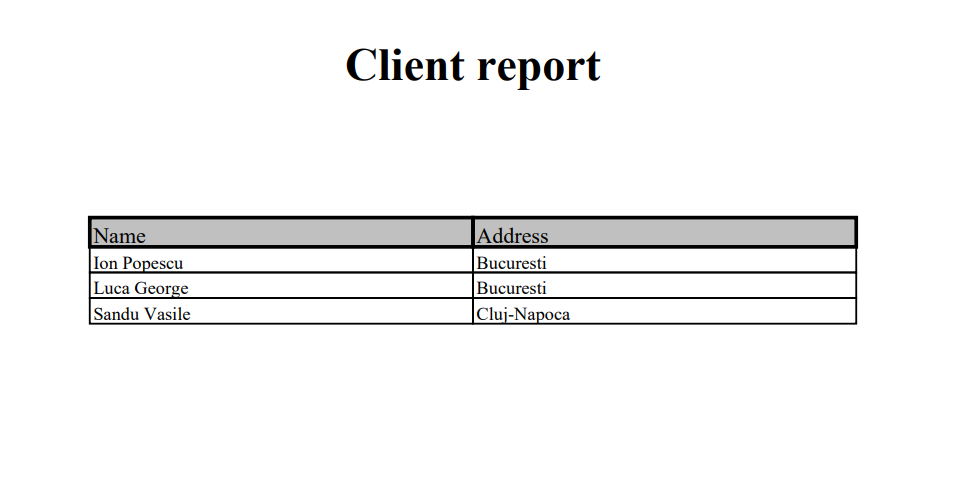 Client report
Name Address
Ion Popescu Bucuresti
Luca George Bucuresti
Sandu Vasile Cluj-Napoca